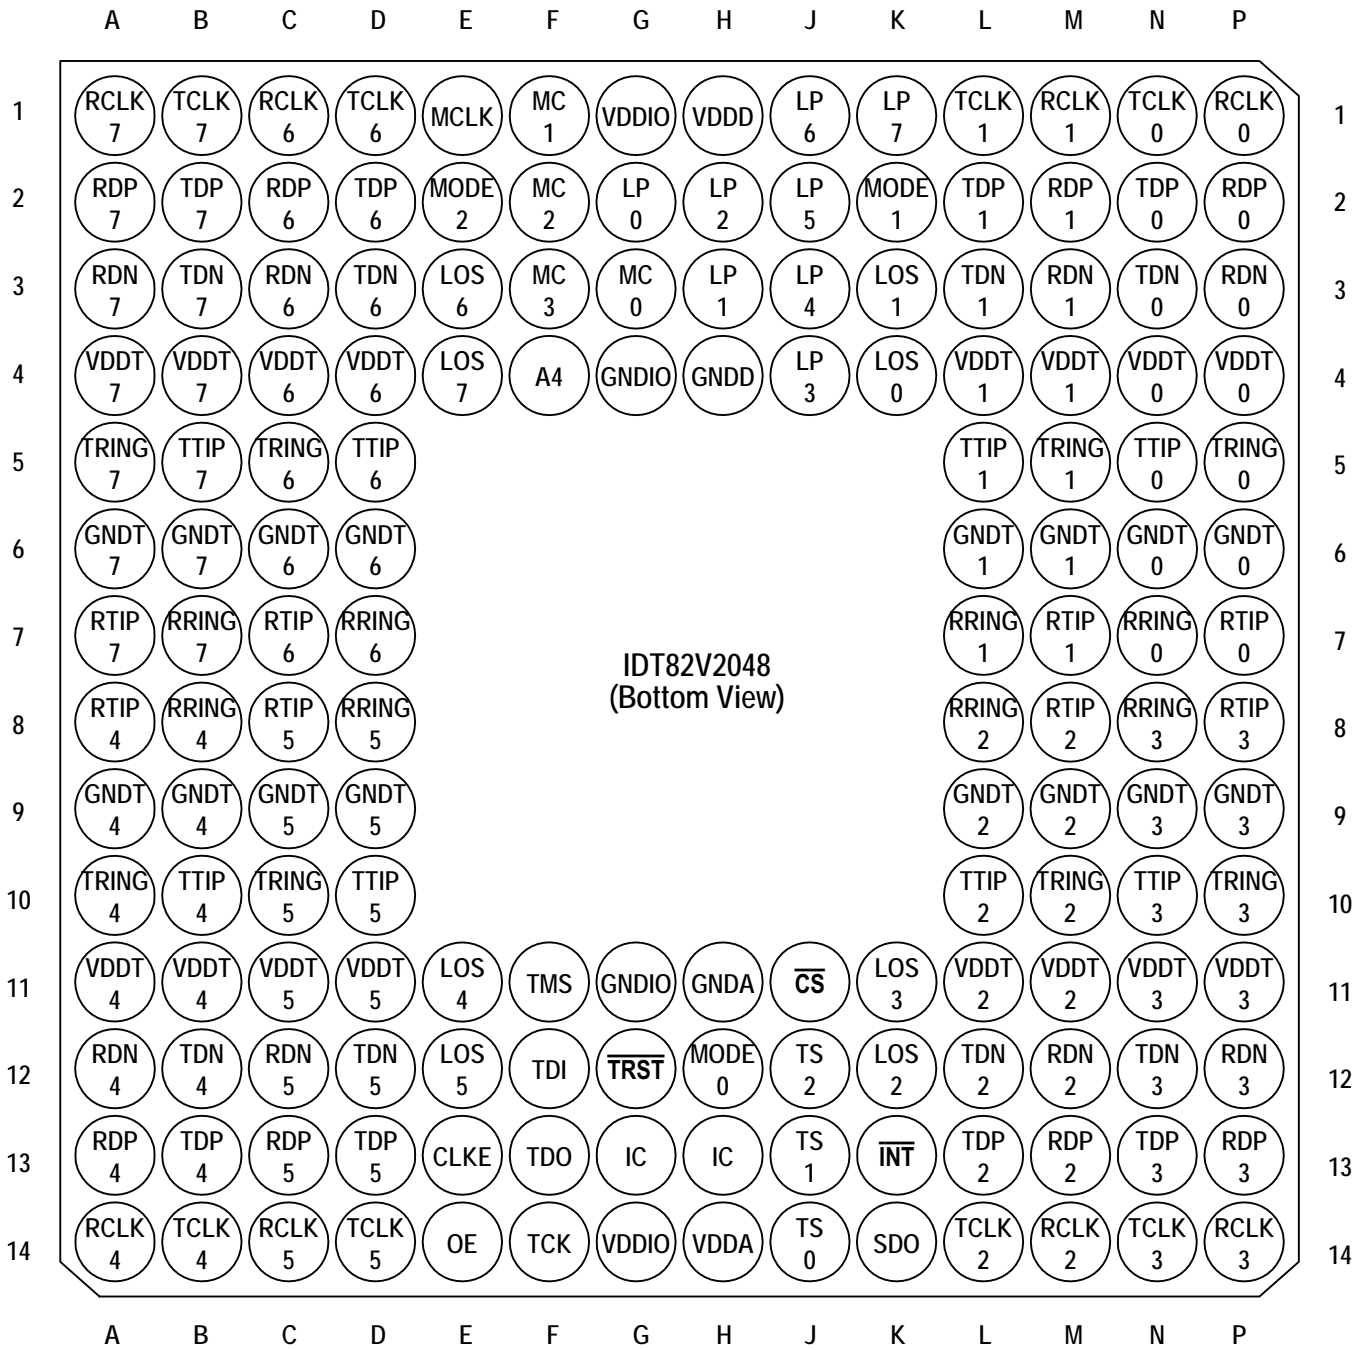 A B C D E F G H J K L M N P
1 RCLK TCLK RCLK TCLK MCLK MC VDDIO VDDD LP LP TCLK RCLK TCLK RCLK 1
7 7 6 6 1 6 7 1 1 0 0
2 RDP TDP RDP TDP MODE MC LP LP LP MODE TDP RDP TDP RDP 2
7 7 6 6 2 2 0 2 5 1 1 1 0 0
3 RDN TDN RDN TDN LOS MC MC LP LP LOS TDN RDN TDN RDN 3
7 7 6 6 6 3 0 1 4 1 1 1 0 0
4 VDDT VDDT VDDT VDDT LOS A4 GNDIO GNDD LP LOS VDDT VDDT VDDT VDDT 4
7 7 6 6 7 3 0 1 1 0 0
5 TRING TTIP TRING TTIP TTIP TRING TTIP TRING 5
7 7 6 6 1 1 0 0
6 GNDT GNDT GNDT GNDT GNDT GNDT GNDT GNDT 6
7 7 6 6 1 1 0 0
7 RTIP RRING RTIP RRING RRING RTIP RRING RTIP 7
7 7 6 6 1 1 0 0
IDT82V2048
(Bottom View)
8 RTIP RRING RTIP RRING RRING RTIP RRING RTIP 8
4 4 5 5 2 2 3 3
9 GNDT GNDT GNDT GNDT GNDT GNDT GNDT GNDT 9
4 4 5 5 2 2 3 3
10 TRING TTIP TRING TTIP TTIP TRING TTIP TRING 10
4 4 5 5 2 2 3 3
11 VDDT VDDT VDDT VDDT LOS TMS GNDIO GNDA CS LOS VDDT VDDT VDDT VDDT 11
4 4 5 5 4 3 2 2 3 3
12 RDN TDN RDN TDN LOS TDI TRST MODE TS LOS TDN RDN TDN RDN 12
4 4 5 5 5 0 2 2 2 2 3 3
13 RDP TDP RDP TDP CLKE TDO IC IC TS INT TDP RDP TDP RDP 13
4 4 5 5 1 2 2 3 3
14 RCLK TCLK RCLK TCLK OE TCK VDDIO VDDA TS SDO TCLK RCLK TCLK RCLK 14
4 4 5 5 0 2 2 3 3
A B C D E F G H J K L M N P